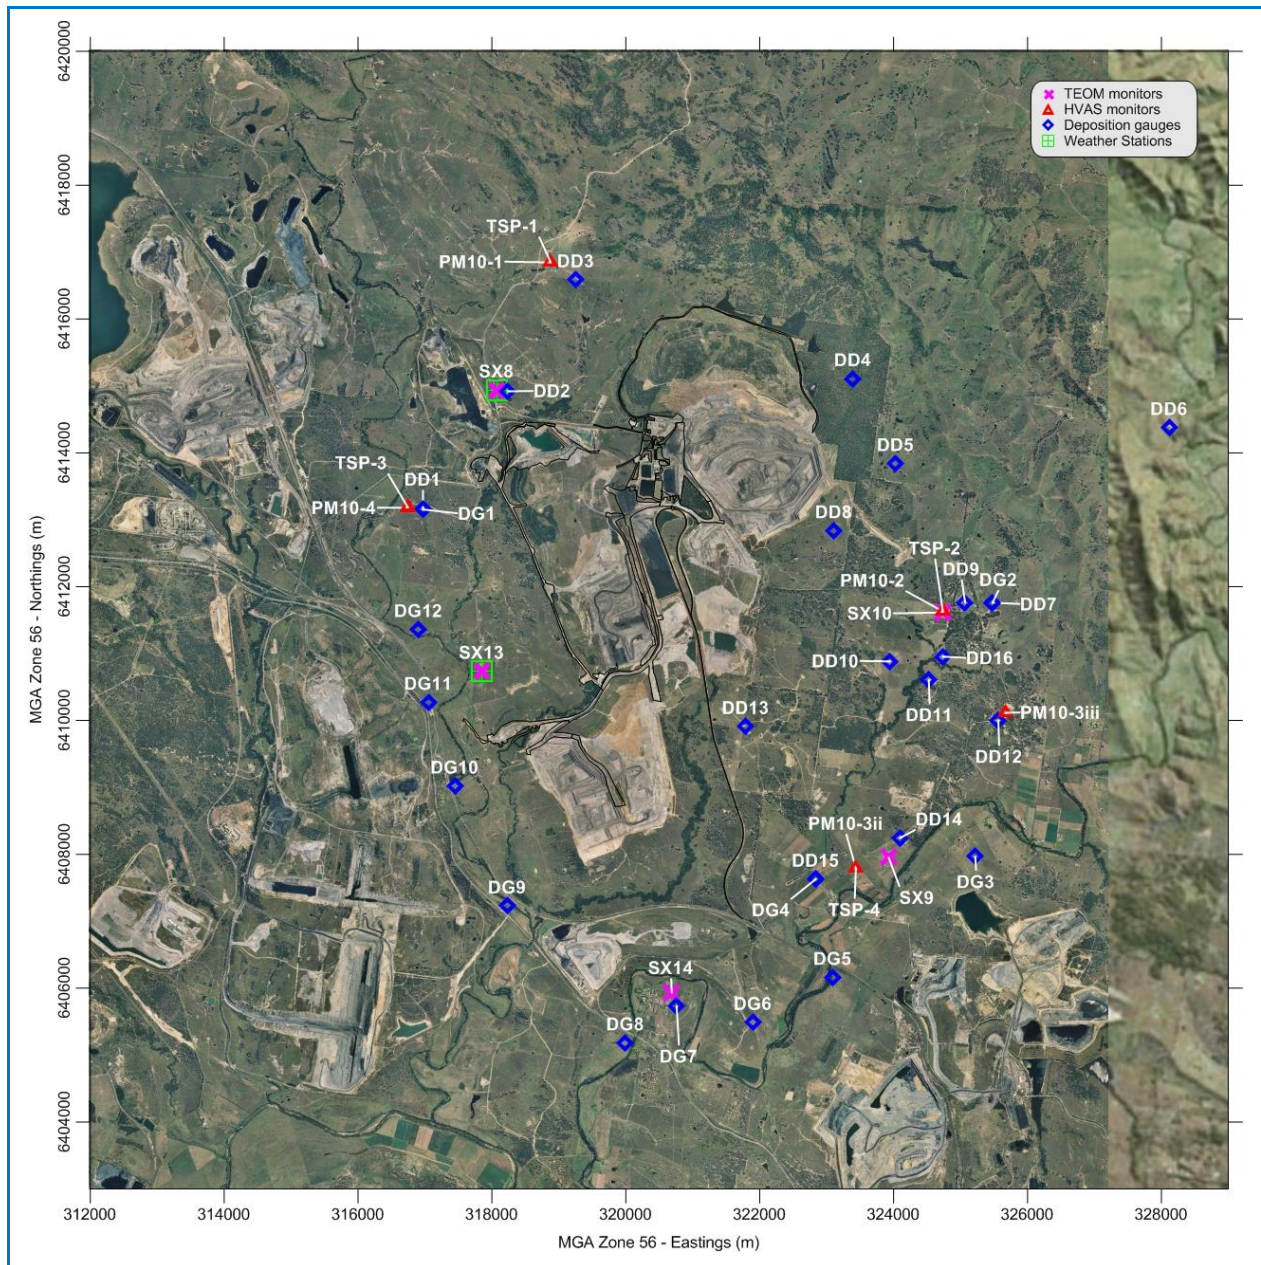 TEOM monitors
HVAS monitors
Deposition gauges
Weather Stations
TSP-1
PM10-1
DD3
SX8
DD2
DD4
DD6
DD5
TSP-3
DD1
PM10-4
DG1
DD8
TSP-2
DD9
PM10-2
DG2
SX10
DD7
DG12
SX13
DD16
DD10
DG11
DD13
DD11
PM10-3iii
DD12
DG10
PM10-3ii
DD14
DD15
DG9
DG3
SX9
DG4
TSP-4
DG5
SX14
DG6
DG8
DG7
6420000
6418000
6416000
6414000
6412000
6410000
6408000
6406000
6404000
MGA Zone 56 - Northings (m)
312000 314000 316000 318000 320000 322000 324000 326000 328000
MGA Zone 56 - Eastings (m)